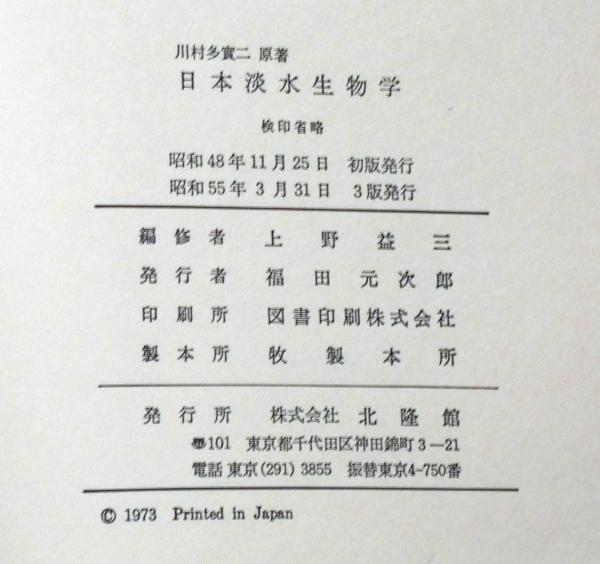 川村多實二 原著
日本淡水生物学
検印省略
昭和48年11月25日 初版発行
昭和55年3月31日 3版発行
編修者 上野益三
発行者 福田元次郎
印刷所 図書印刷株式会社
製本所 牧製本所
発行所 株式会社 北隆館
〠101 東京都千代田区神田錦町3—21
電話 東京(291)3855 振替東京4-750番
© 1973 Printed in Japan